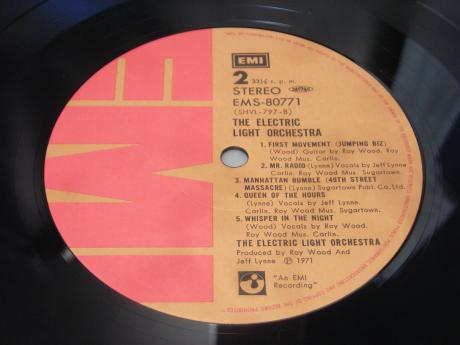 EMI
EMI
2 33⅓ r. p. m.
STEREO
EMS-80771
(SHVL-797-B)
THE ELECTRIC
LIGHT ORCHESTRA
1. FIRST MOVEMENT (JUMPING BIZ)
(Wood) Guitar by Roy Wood, Roy
Wood Mus. Carlin.
2. MR. RADIO (Lynne) Vocals by Jeff Lynne
Carlin, Sugartown.
3. MANHATTAN RUMBLE (49TH STREET
MASSACRE) (Lynne) Sugartown Publ. Co. Ltd.
4. QUEEN OF THE HOURS
(Lynne) Vocals by Jeff Lynne,
Carlin, Roy Wood Mus. Sugartown.
5. WHISPER IN THE NIGHT
(Wood) Vocals by Roy Wood,
Roy Wood Mus. Carlin.
THE ELECTRIC LIGHT ORCHESTRA
Produced by Roy Wood And
Jeff Lynne Ⓟ 1971
"An
EMI
Recording"